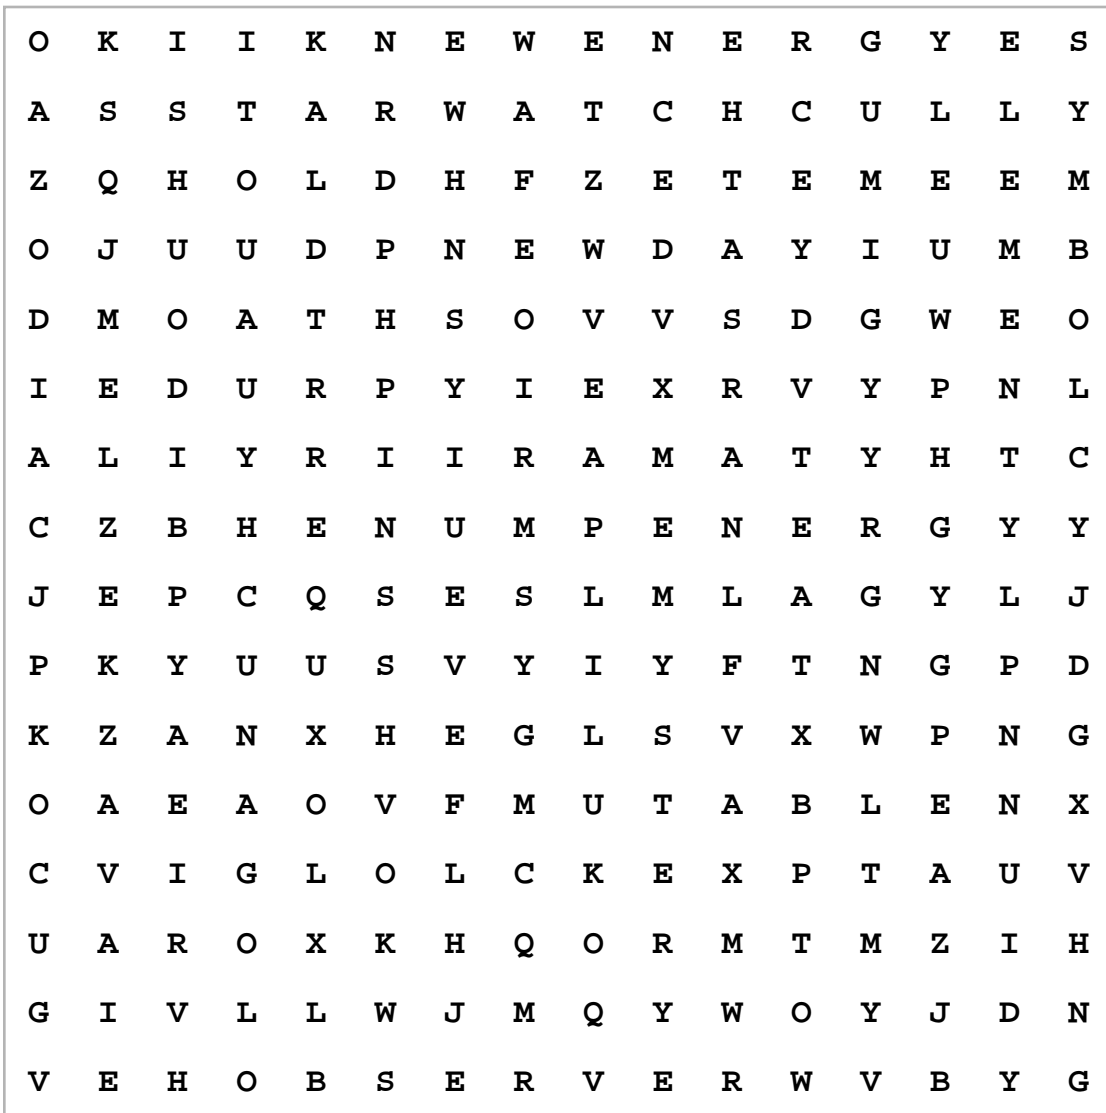 O K I I K N E W E N E R G Y E S
A S S T A R W A T C H C U L L Y
Z Q H O L D H F Z E T E M E E M
O J U U D P N E W D A Y I U M B
D M O A T H S O V V S D G W E O
I E D U R P Y I E X R V Y P N L
A L I Y R I I R A M A T Y H T C
C Z B H E N U M P E N E R G Y Y
J E P C Q S E S L M L A G Y L J
P K Y U U S V Y I Y F T N G P D
K Z A N X H E G L S V X W P N G
O A E A O V F M U T A B L E N X
C V I G L O L C K E X P T A U V
U A R O X K H Q O R M T M Z I H
G I V L L W J M Q Y W O Y J D N
V E H O B S E R V E R W V B Y G